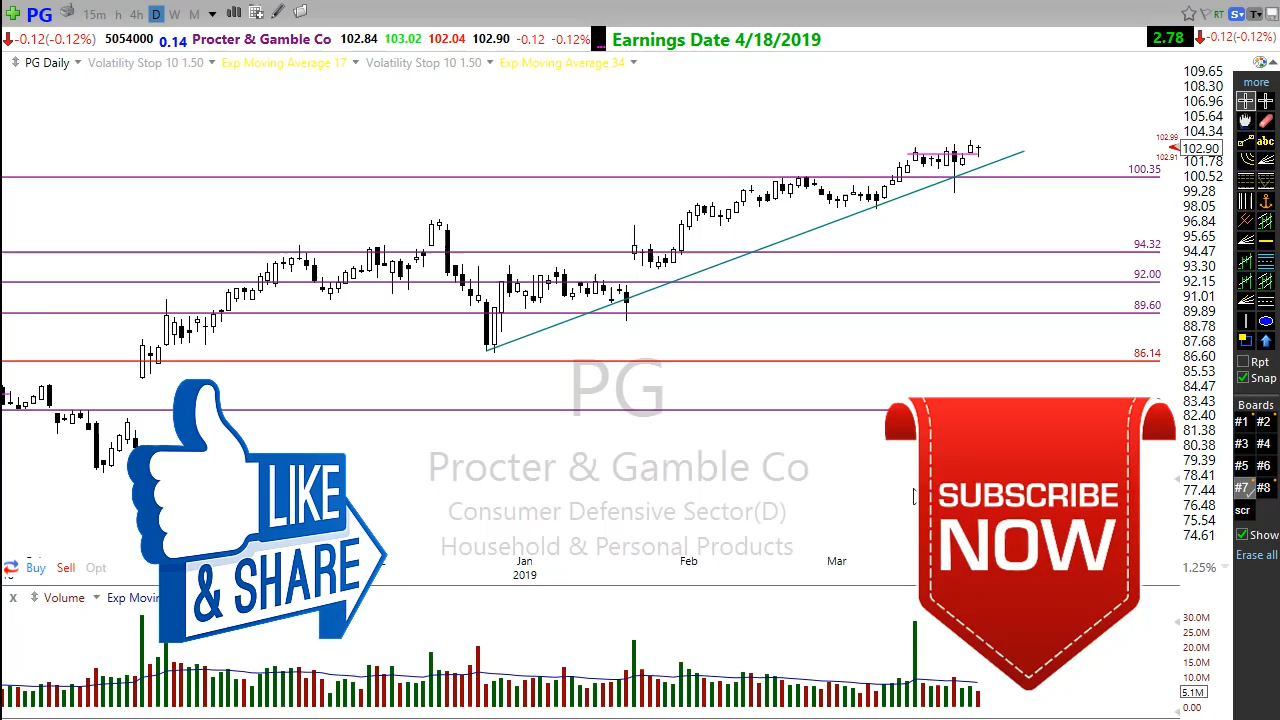 PG 15m h 4h D W M RT S T
-0.12(-0.12%) 5054000 0.14 Procter & Gamble Co 102.84 103.02 102.04 102.90 -0.12 -0.12% Earnings Date 4/18/2019 2.78 -0.12(-0.12%)
PG Daily Volatility Stop 10 1.50 Exp Moving Average 17 Volatility Stop 10 1.50 Exp Moving Average 34
109.65
108.30
more
106.96
105.64
104.34
102.99
102.90
102.91
101.78
abc
100.35
100.52
99.28
98.05
96.84
95.65
94.32
94.47
93.30
92.00
92.15
91.01
89.60
89.89
88.78
87.68
86.14
86.60
Rpt
85.53
Snap
84.47
83.43
Boards
82.40
#1 #2
81.38
80.38
#3 #4
79.39
#5 #6
78.41
77.44
#7 #8
76.48
scr
75.54
74.61
Show
Erase all
PG
Procter & Gamble Co
Consumer Defensive Sector(D)
Household & Personal Products
LIKE
& SHARE
SUBSCRIBE
NOW
Jan Feb Mar
2019
Buy Sell Opt
1.25%
X Volume Exp Movin
30.0M
25.0M
20.0M
15.0M
10.0M
5.1M
0.00